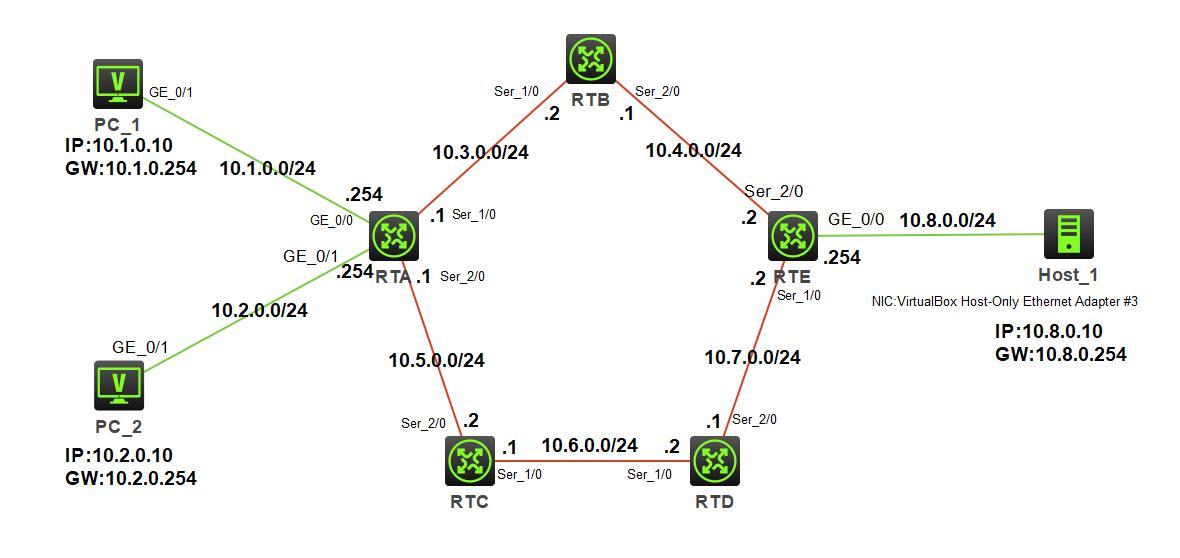 RTB
Ser_1/0
Ser_2/0
.2
.1
GE_0/1
PC_1
IP:10.1.0.10
GW:10.1.0.254
10.1.0.0/24
10.3.0.0/24
10.4.0.0/24
.254
GE_0/0
.1
Ser_1/0
GE_0/1
.254
RTA
.1
Ser_2/0
Ser_2/0
.2
GE_0/0
10.8.0.0/24
.254
.2
RTE
Ser_1/0
Host_1
NIC:VirtualBox Host-Only Ethernet Adapter #3
IP:10.8.0.10
GW:10.8.0.254
10.2.0.0/24
GE_0/1
PC_2
IP:10.2.0.10
GW:10.2.0.254
10.5.0.0/24
10.7.0.0/24
Ser_2/0
.2
.1
Ser_1/0
RTC
10.6.0.0/24
.2
Ser_1/0
.1
Ser_2/0
RTD